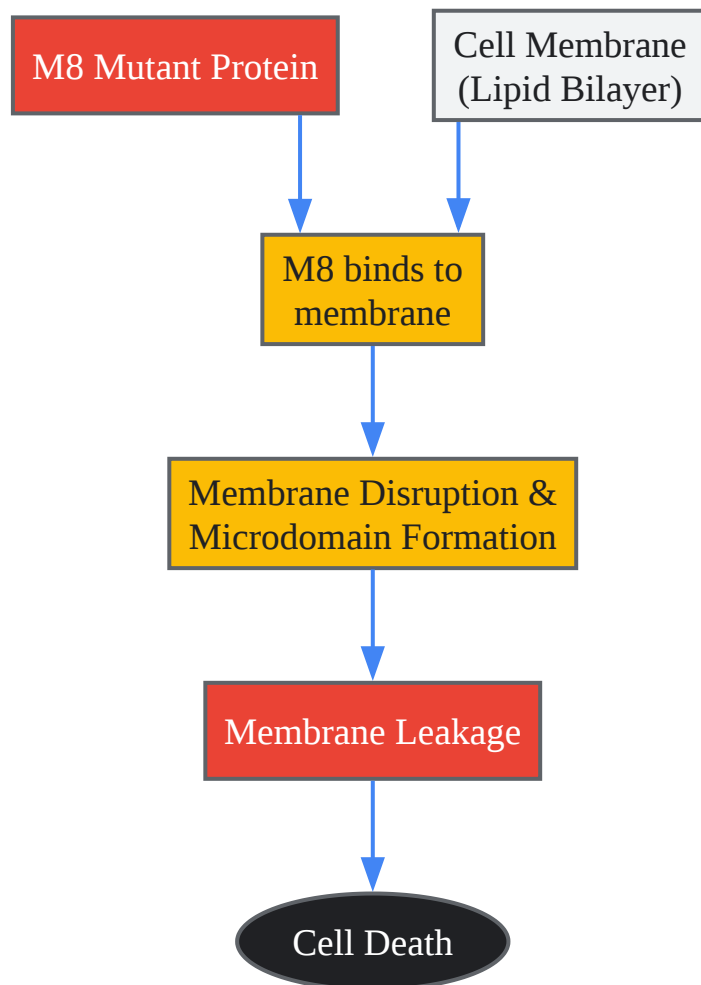 M8 Mutant Protein
Cell Membrane
(Lipid Bilayer)
M8 binds to
membrane
Membrane Disruption &
Microdomain Formation
Membrane Leakage
Cell Death